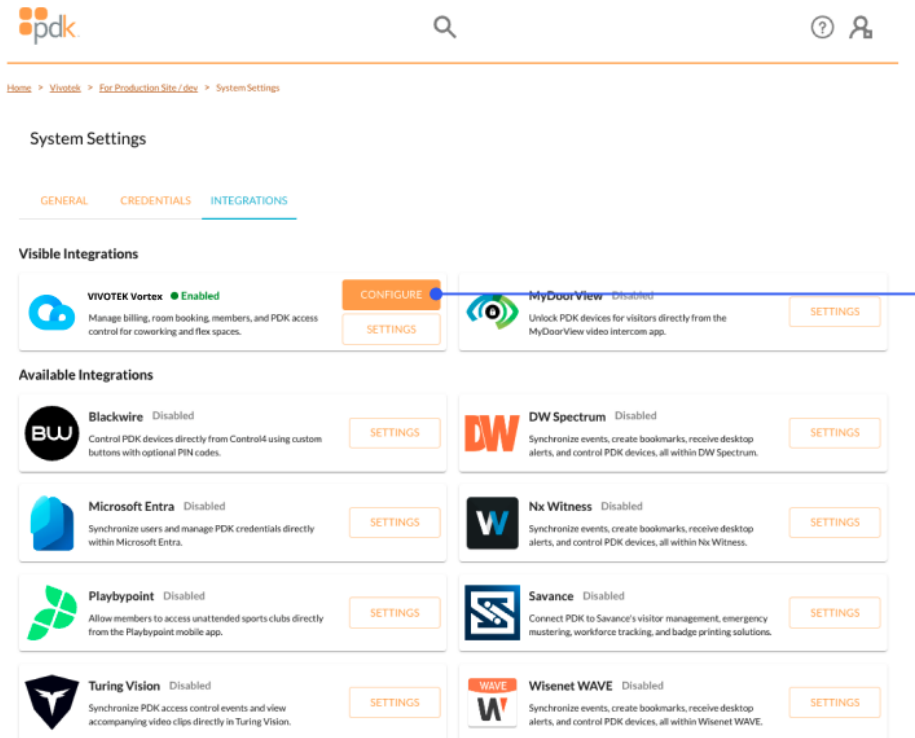 pdk
Home > Vivotek > For Production Site / dev > System Settings
System Settings
GENERAL CREDENTIALS INTEGRATIONS
Visible Integrations
VIVOTEK Vortex Enabled
Manage billing, room booking, members, and PDK access
control for coworking and flex spaces.
CONFIGURE
SETTINGS
MyDoorView Disabled
Unlock PDK devices for visitors directly from the
MyDoorView video intercom app.
SETTINGS
Available Integrations
BW
Blackwire Disabled
Control PDK devices directly from Control4 using custom
buttons with optional PIN codes.
SETTINGS
DW
DW Spectrum Disabled
Synchronize events, create bookmarks, receive desktop
alerts, and control PDK devices, all within DW Spectrum.
SETTINGS
Microsoft Entra Disabled
Synchronize users and manage PDK credentials directly
within Microsoft Entra.
SETTINGS
W
Nx Witness Disabled
Synchronize events, create bookmarks, receive desktop
alerts, and control PDK devices, all within Nx Witness.
SETTINGS
Playbypoint Disabled
Allow members to access unattended sports clubs directly
from the Playbypoint mobile app.
SETTINGS
Savance Disabled
Connect PDK to Savance's visitor management, emergency
mustering, workforce tracking, and badge printing solutions.
SETTINGS
Turing Vision Disabled
Synchronize PDK access control events and view
accompanying video clips directly in Turing Vision.
SETTINGS
WAVE
W
Wisenet WAVE Disabled
Synchronize events, create bookmarks, receive desktop
alerts, and control PDK devices, all within Wisenet WAVE.
SETTINGS